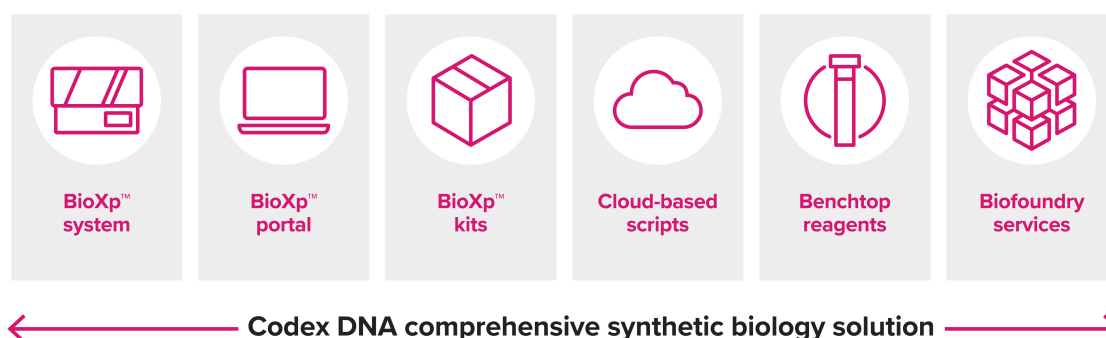 BioXp™
system
BioXp™
portal
BioXp™
kits
Cloud-based
scripts
Benchtop
reagents
Biofoundry
services
Codex DNA comprehensive synthetic biology solution